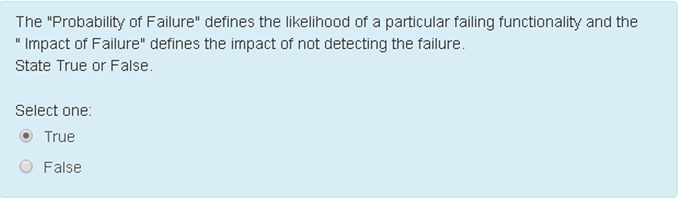 The "Probability of Failure" defines the likelihood of a particular failing functionality and the
" Impact of Failure" defines the impact of not detecting the failure.
State True or False.
Select one:
True
False